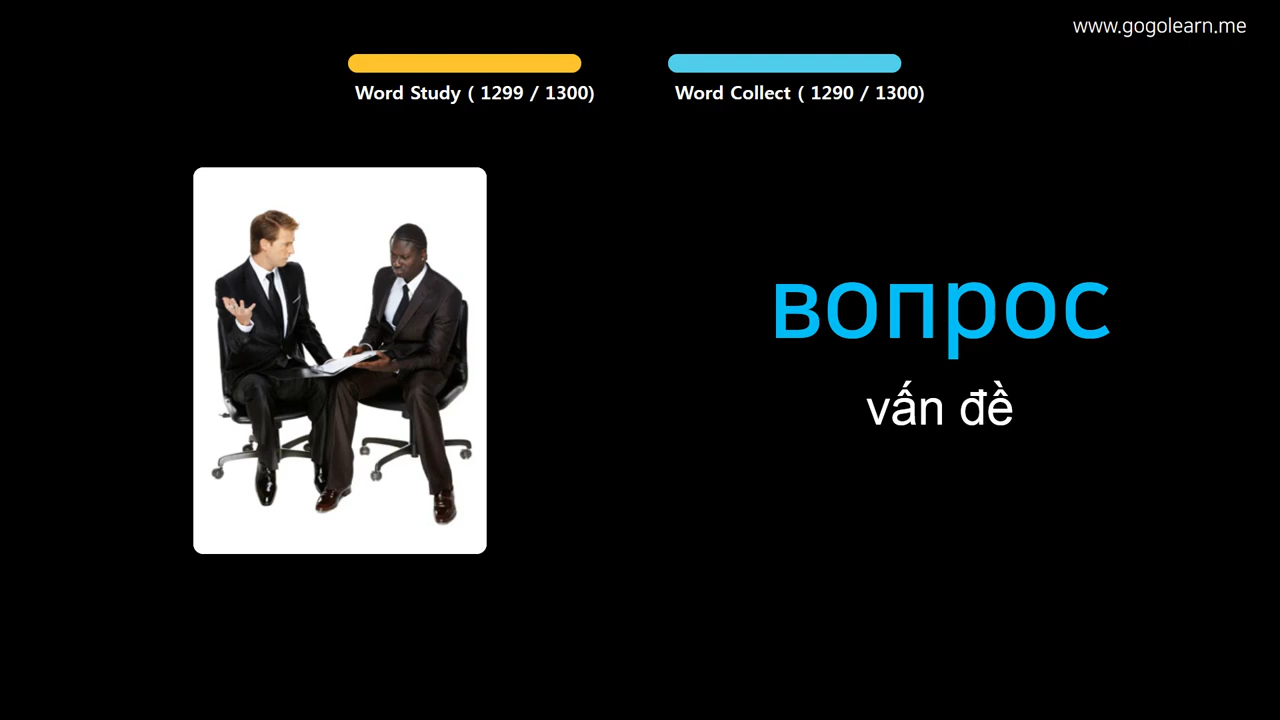 www.gogolearn.me
Word Study ( 1299 / 1300)
Word Collect ( 1290 / 1300)
вопрос
vấn đề